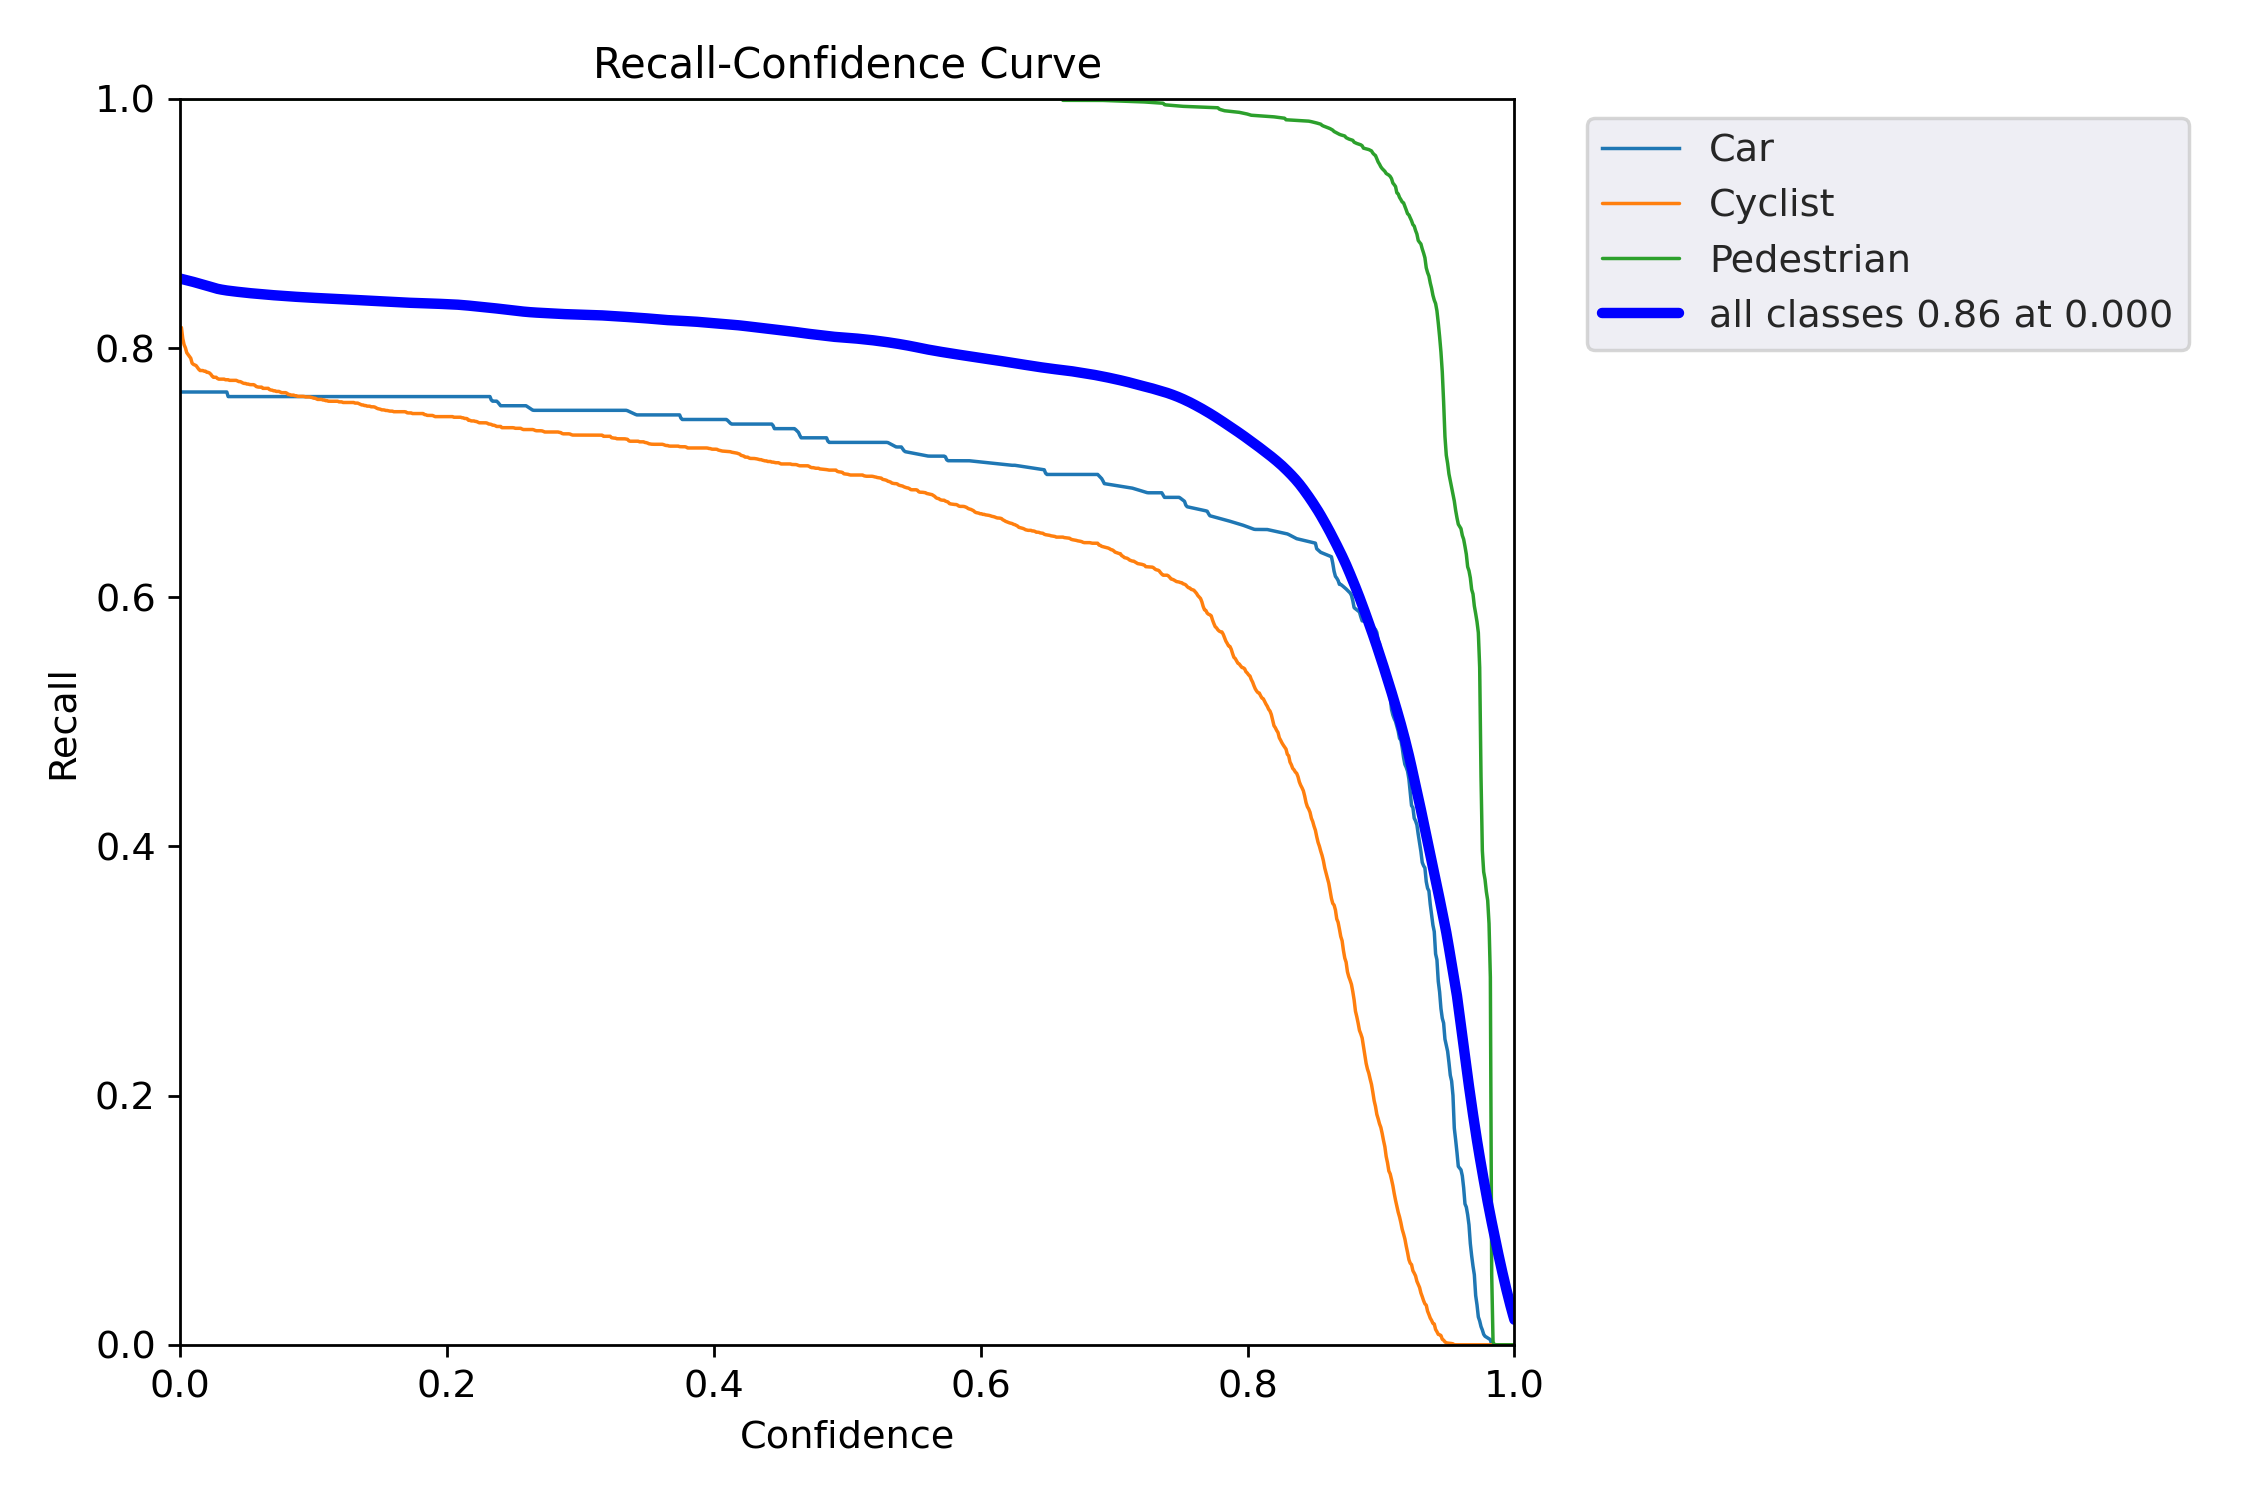 Recall-Confidence Curve
1.0
0.8
0.6
0.4
0.2
0.0
Recall
0.0 0.2 0.4 0.6 0.8 1.0
Confidence
Car
Cyclist
Pedestrian
all classes 0.86 at 0.000